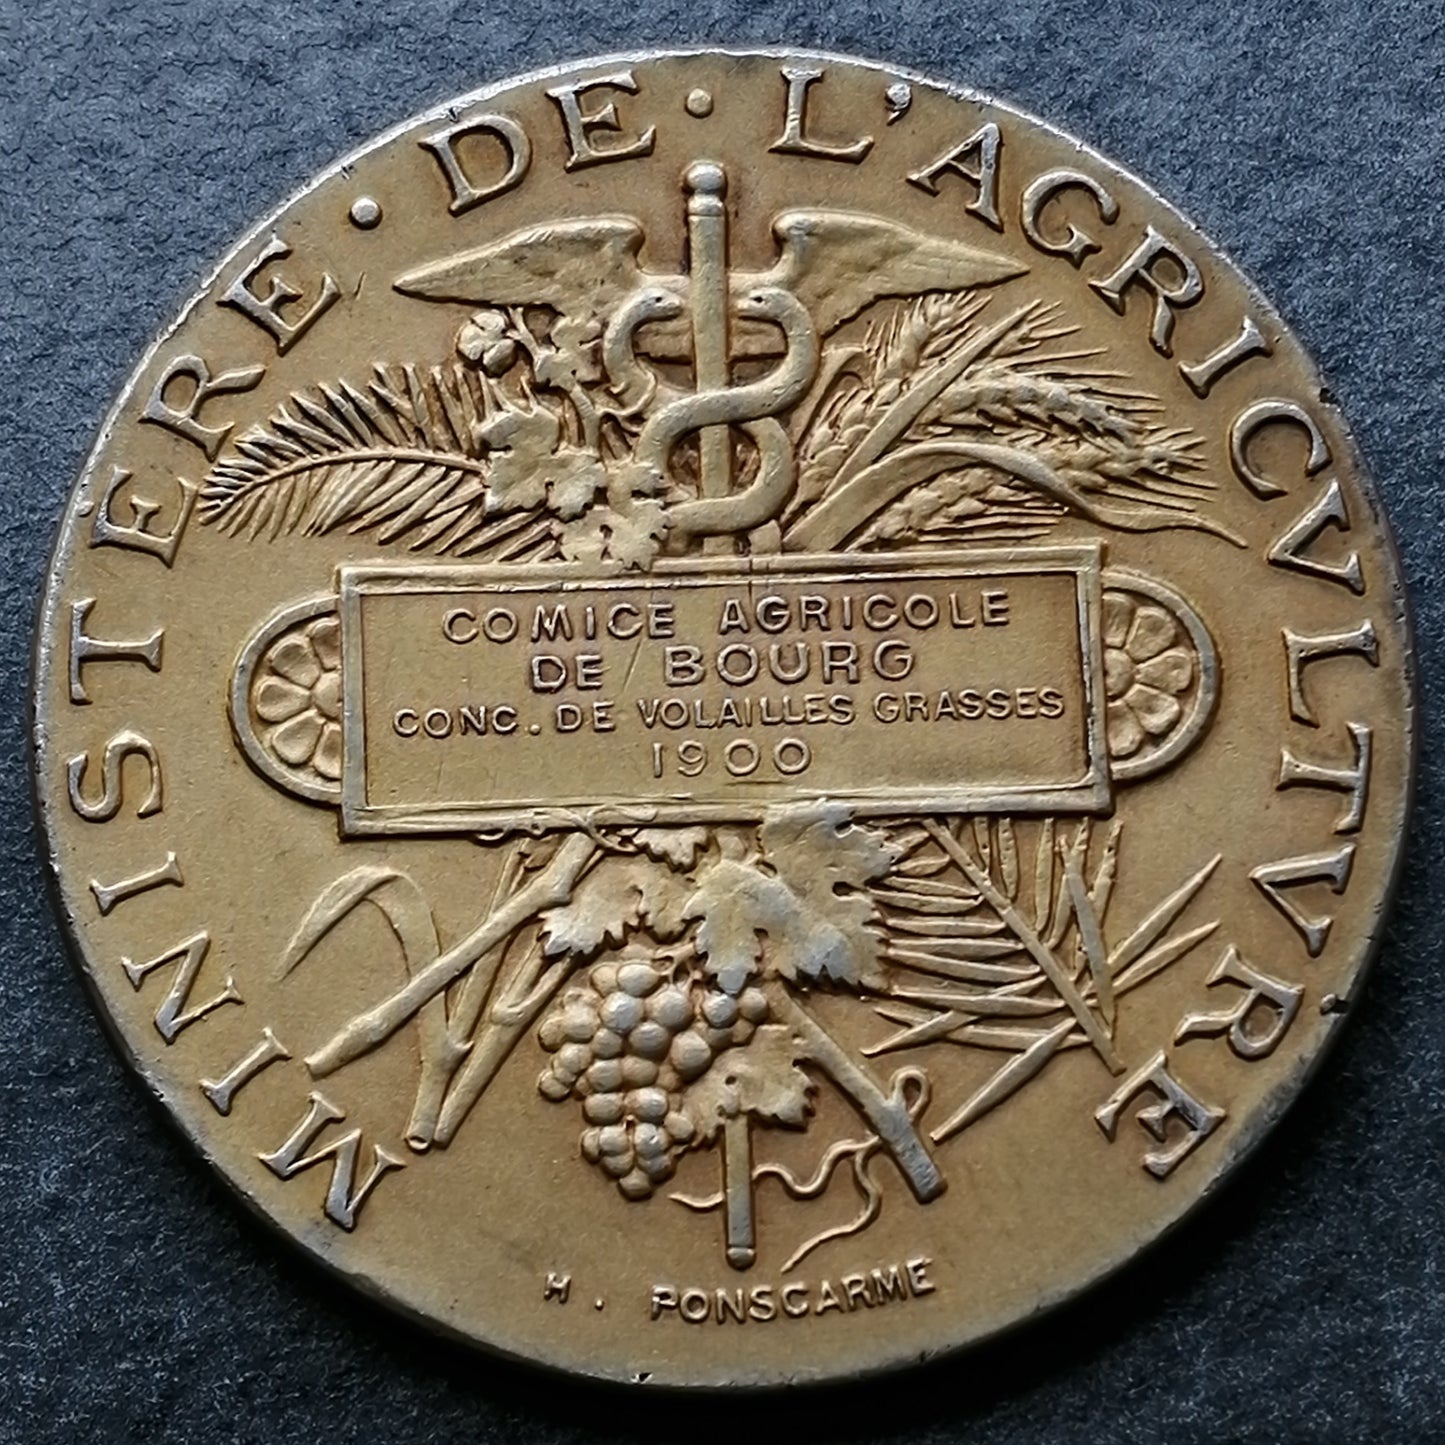 MINISTÈRE · DE · L'AGRICVLTVRE
COMICE AGRICOLE
DE BOURG
CONC. DE VOLAILLES GRASSES
1900
H. PONSCARME